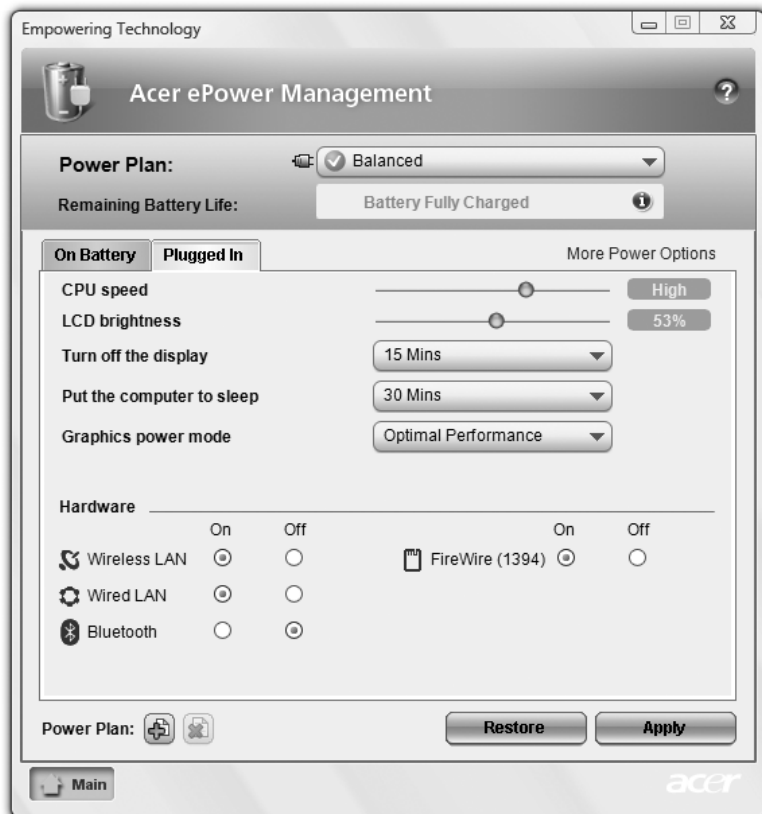 Empowering Technology
Acer ePower Management
?
Power Plan: Balanced
Remaining Battery Life: Battery Fully Charged
On Battery Plugged In More Power Options
CPU speed High
LCD brightness 53%
Turn off the display 15 Mins
Put the computer to sleep 30 Mins
Graphics power mode Optimal Performance
Hardware
On Off On Off
Wireless LAN FireWire (1394)
Wired LAN
Bluetooth
Power Plan: Restore Apply
Main acer